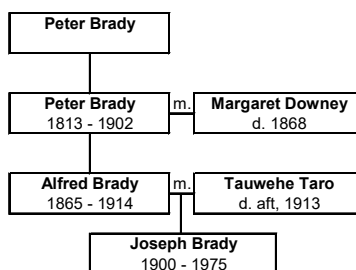 Peter Brady
Peter Brady
1813 - 1902
m.
Margaret Downey
d. 1868
Alfred Brady
1865 - 1914
m.
Tauwehe Taro
d. aft, 1913
Joseph Brady
1900 - 1975